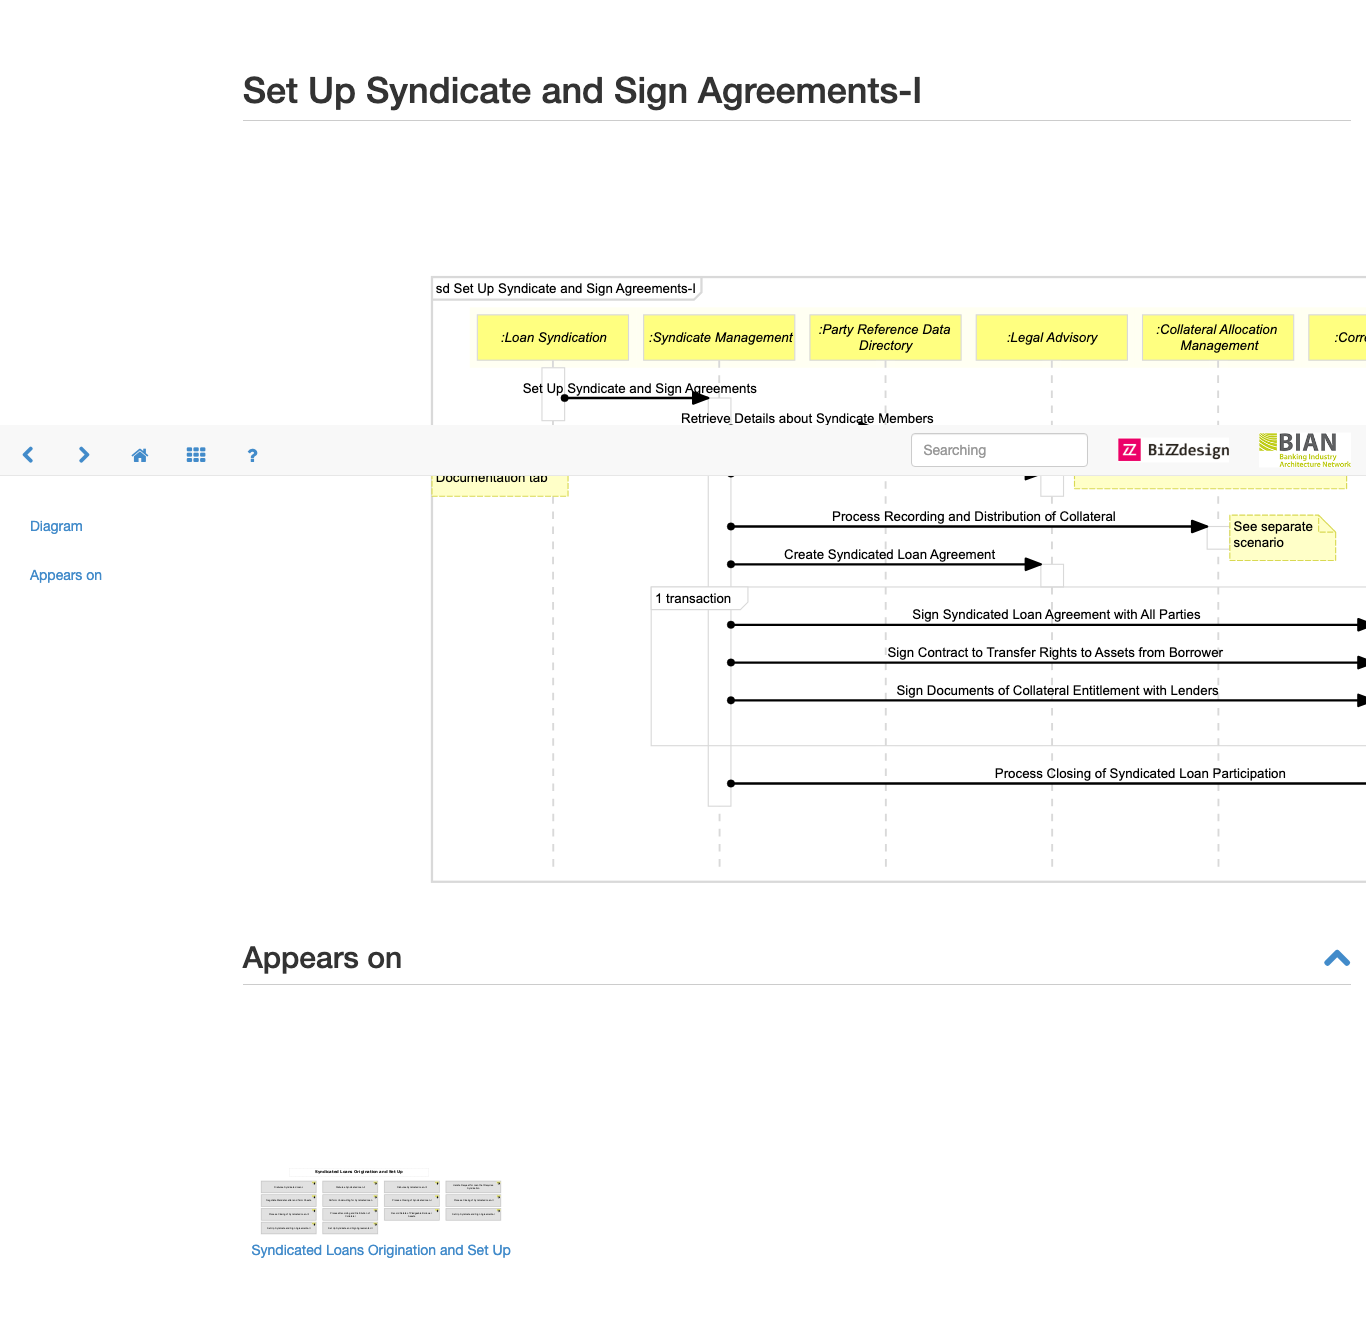 Set Up Syndicate and Sign Agreements-I
sd Set Up Syndicate and Sign Agreements-I
:Loan Syndication
:Syndicate Management
:Party Reference Data
Directory
:Legal Advisory
:Collateral Allocation
Management
Set Up Syndicate and Sign Agreements
Retrieve Details about Syndicate Members
Searching
BiZZdesign
BIAN
Banking Industry
Architecture Network
Documentation tab
Diagram
Appears on
Process Recording and Distribution of Collateral
See separate
scenario
Create Syndicated Loan Agreement
1 transaction
Sign Syndicated Loan Agreement with All Parties
Sign Contract to Transfer Rights to Assets from Borrower
Sign Documents of Collateral Entitlement with Lenders
Process Closing of Syndicated Loan Participation
Appears on
Syndicated Loans Origination and Set Up
Syndicated Loans Origination and Set Up